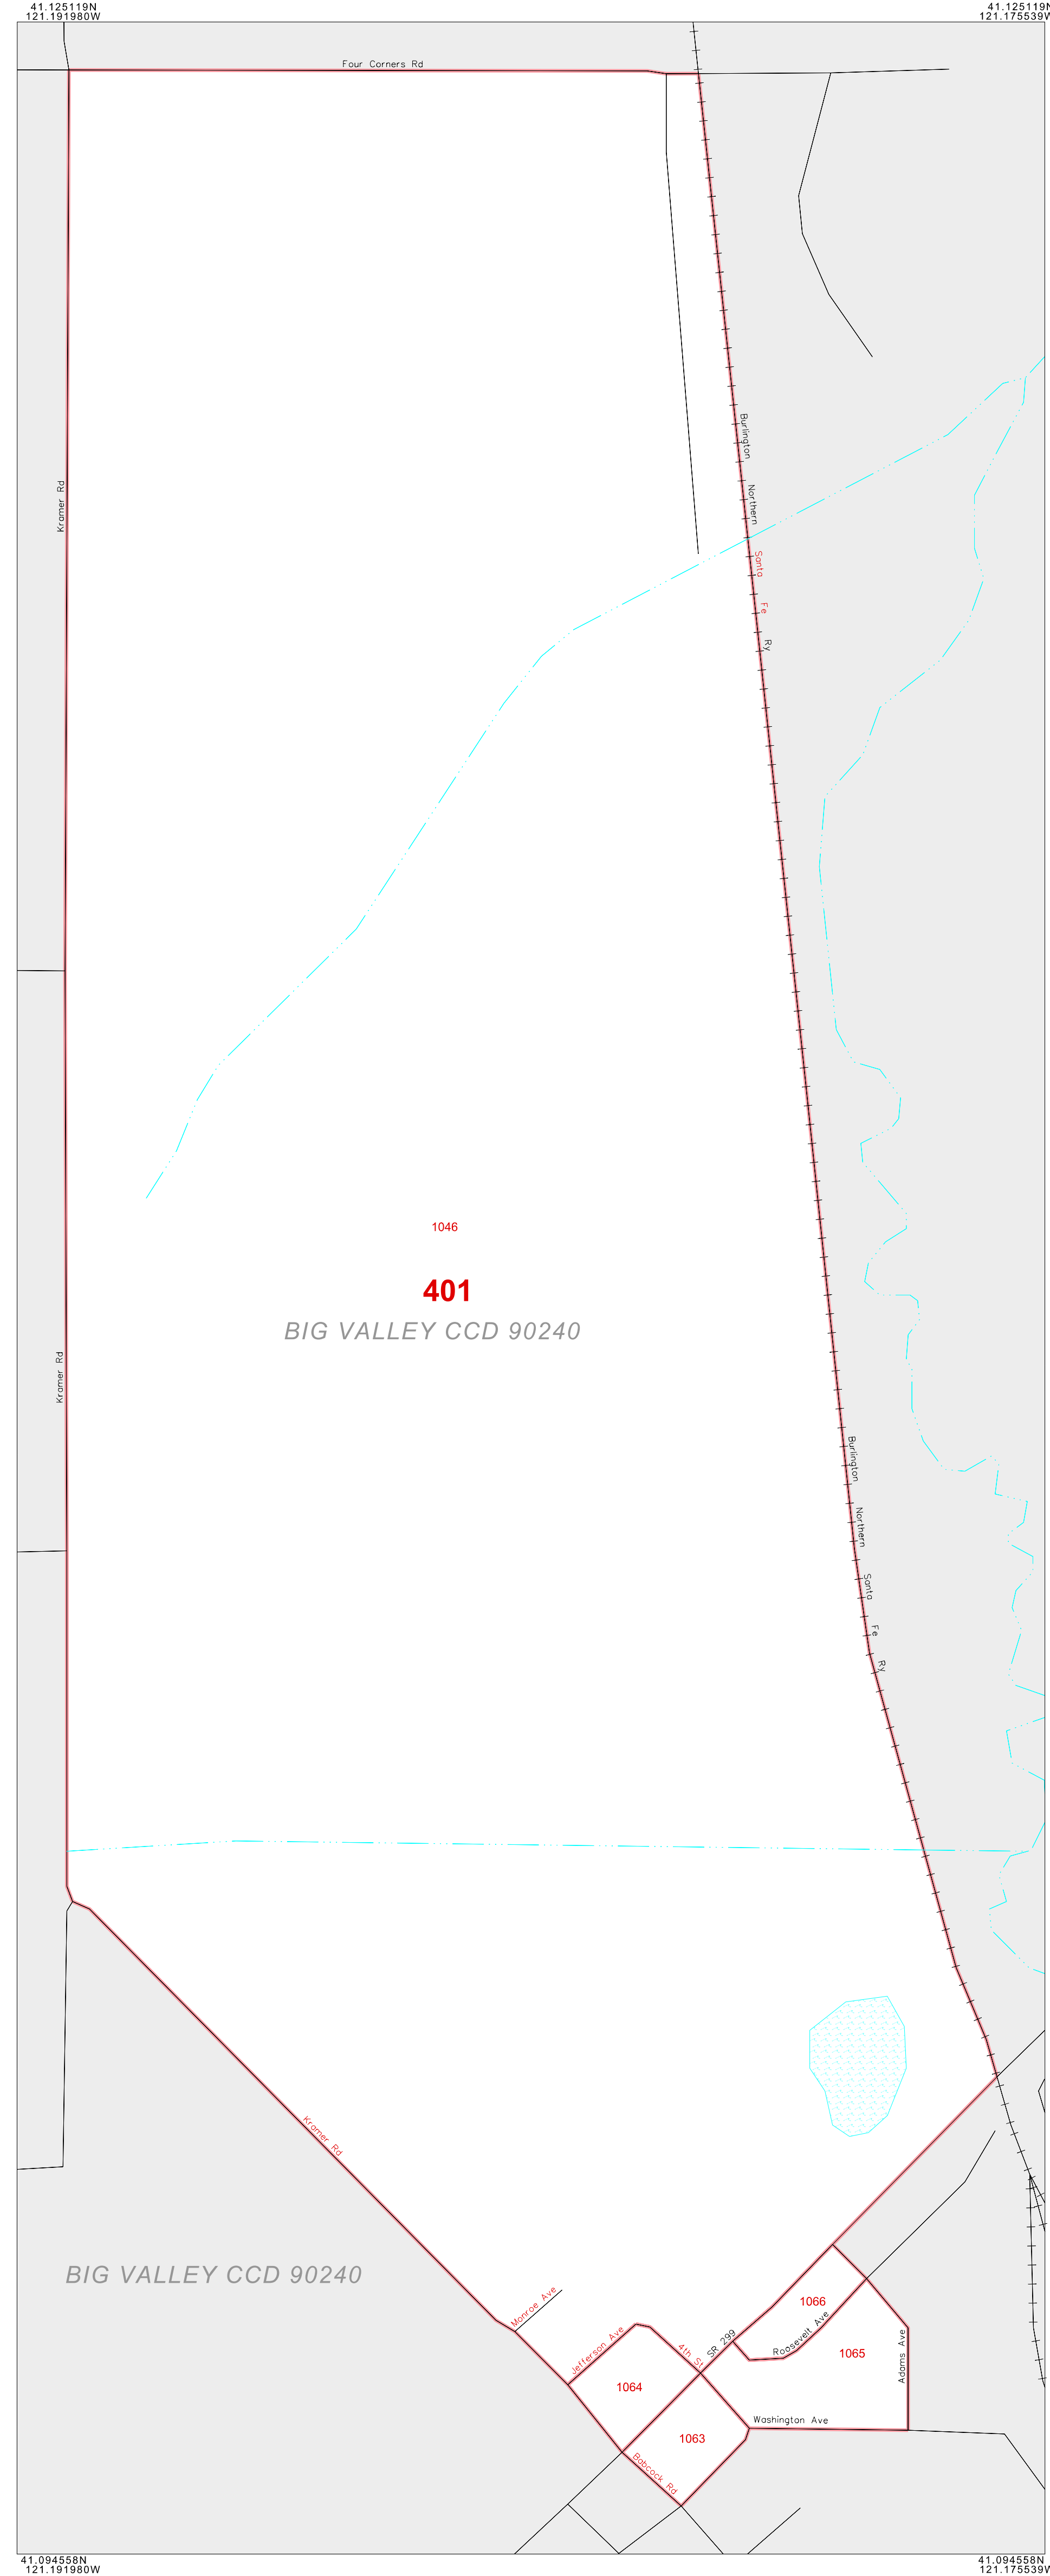 41.125119N
121.191980W
41.125119N
121.175539W
Four Corners Rd
Kramer Rd
Burlington Northern Santa Fe Ry
1046
401
BIG VALLEY CCD 90240
Kramer Rd
Burlington Northern Santa Fe Ry
Kramer Rd
BIG VALLEY CCD 90240
Monroe Ave
Jefferson Ave
4th St
SR 299
1066
Roosevelt Ave
1065
Adams Ave
1064
Washington Ave
1063
Babcock Rd
41.094558N
121.191980W
41.094558N
121.175539W